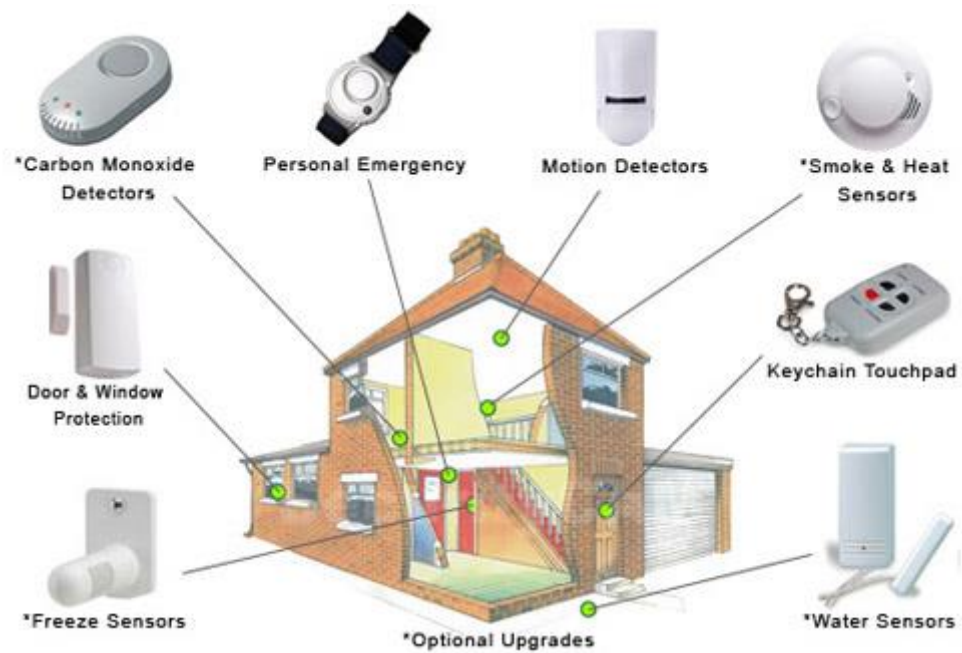 *Carbon Monoxide
Detectors
Personal Emergency
Motion Detectors
*Smoke & Heat
Sensors
Door & Window
Protection
Keychain Touchpad
*Freeze Sensors
*Optional Upgrades
*Water Sensors